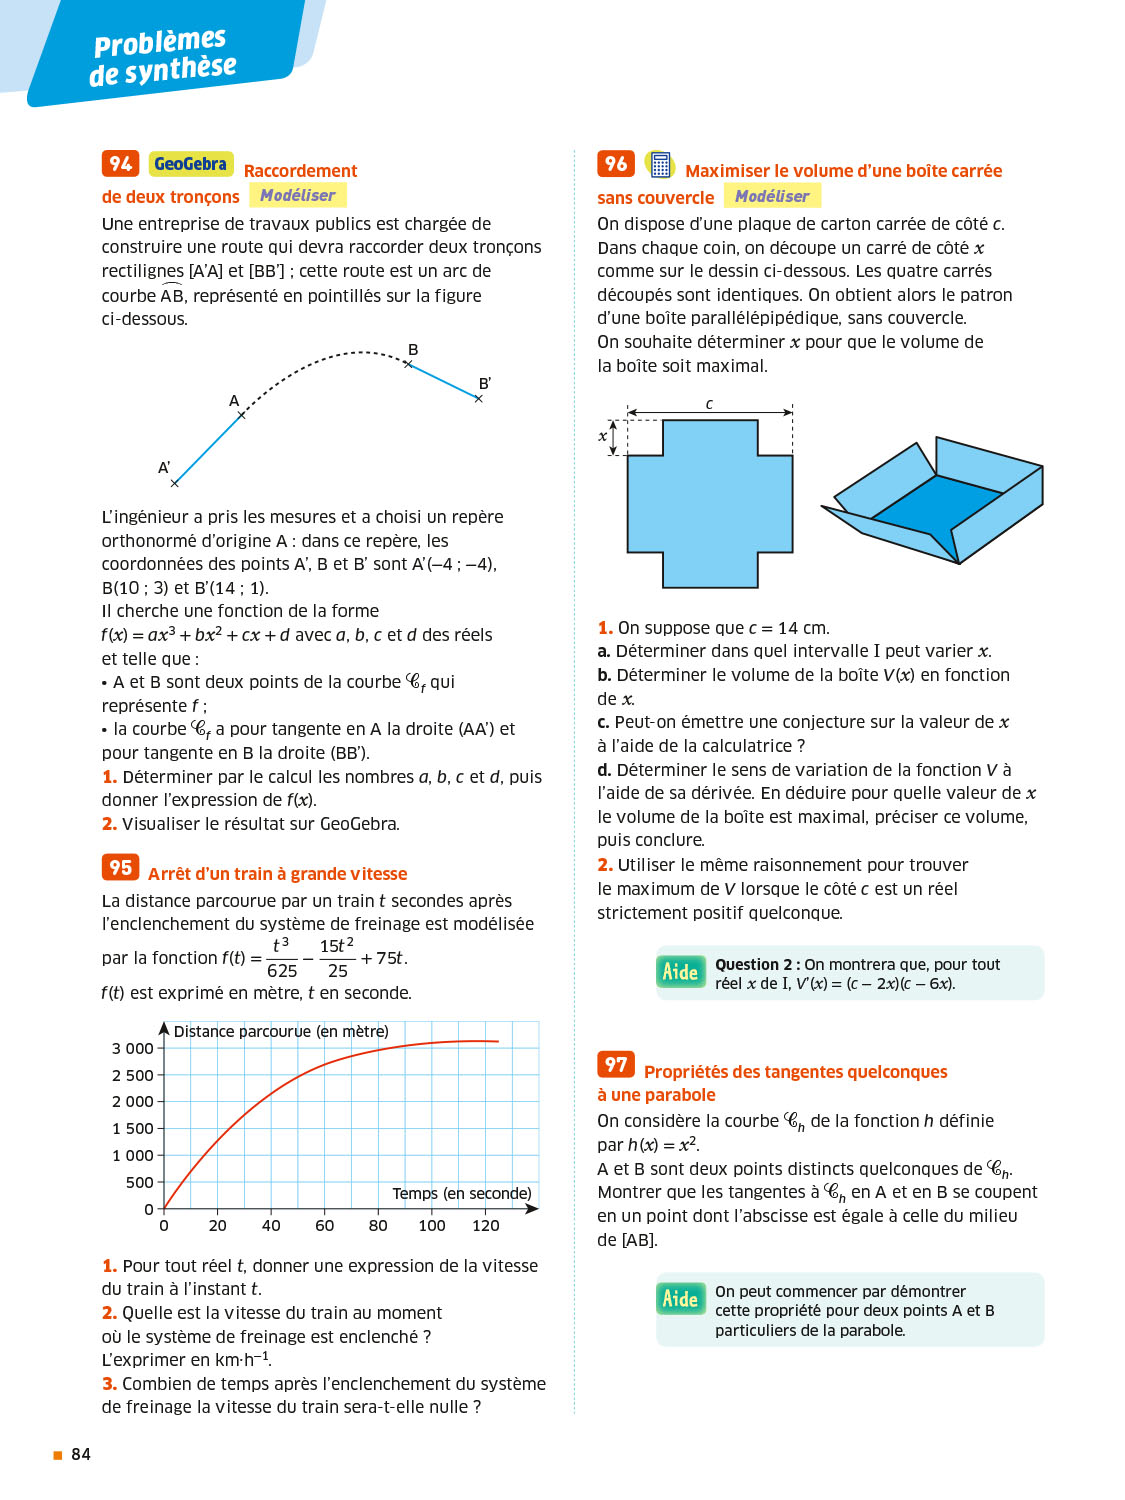 Problèmes
de synthèse
94 GeoGebra Raccordement
de deux tronçons Modéliser
Une entreprise de travaux publics est chargée de
construire une route qui devra raccorder deux tronçons
rectilignes [A’A] et [BB’] ; cette route est un arc de
courbe A͡B, représenté en pointillés sur la figure
ci-dessous.
B
B’
A
A’
L’ingénieur a pris les mesures et a choisi un repère
orthonormé d’origine A : dans ce repère, les
coordonnées des points A’, B et B’ sont A’(–4 ; –4),
B(10 ; 3) et B’(14 ; 1).
Il cherche une fonction de la forme
f(x) = ax³ + bx² + cx + d avec a, b, c et d des réels
et telle que :
• A et B sont deux points de la courbe 𝒞f qui
représente f ;
• la courbe 𝒞f a pour tangente en A la droite (AA’) et
pour tangente en B la droite (BB’).
1. Déterminer par le calcul les nombres a, b, c et d, puis
donner l’expression de f(x).
2. Visualiser le résultat sur GeoGebra.
95 Arrêt d’un train à grande vitesse
La distance parcourue par un train t secondes après
l’enclenchement du système de freinage est modélisée
par la fonction f(t) = t³/625 – 15t²/25 + 75t.
f(t) est exprimé en mètre, t en seconde.
Distance parcourue (en mètre)
3 000
2 500
2 000
1 500
1 000
500
Temps (en seconde)
0
0 20 40 60 80 100 120
1. Pour tout réel t, donner une expression de la vitesse
du train à l’instant t.
2. Quelle est la vitesse du train au moment
où le système de freinage est enclenché ?
L’exprimer en km·h⁻¹.
3. Combien de temps après l’enclenchement du système
de freinage la vitesse du train sera-t-elle nulle ?
96 Maximiser le volume d’une boîte carrée
sans couvercle Modéliser
On dispose d’une plaque de carton carrée de côté c.
Dans chaque coin, on découpe un carré de côté x
comme sur le dessin ci-dessous. Les quatre carrés
découpés sont identiques. On obtient alors le patron
d’une boîte parallélépipédique, sans couvercle.
On souhaite déterminer x pour que le volume de
la boîte soit maximal.
c
x
1. On suppose que c = 14 cm.
a. Déterminer dans quel intervalle I peut varier x.
b. Déterminer le volume de la boîte V(x) en fonction
de x.
c. Peut-on émettre une conjecture sur la valeur de x
à l’aide de la calculatrice ?
d. Déterminer le sens de variation de la fonction V à
l’aide de sa dérivée. En déduire pour quelle valeur de x
le volume de la boîte est maximal, préciser ce volume,
puis conclure.
2. Utiliser le même raisonnement pour trouver
le maximum de V lorsque le côté c est un réel
strictement positif quelconque.
Aide Question 2 : On montrera que, pour tout
réel x de I, V’(x) = (c – 2x)(c – 6x).
97 Propriétés des tangentes quelconques
à une parabole
On considère la courbe 𝒞h de la fonction h définie
par h(x) = x².
A et B sont deux points distincts quelconques de 𝒞h.
Montrer que les tangentes à 𝒞h en A et en B se coupent
en un point dont l’abscisse est égale à celle du milieu
de [AB].
Aide On peut commencer par démontrer
cette propriété pour deux points A et B
particuliers de la parabole.
84